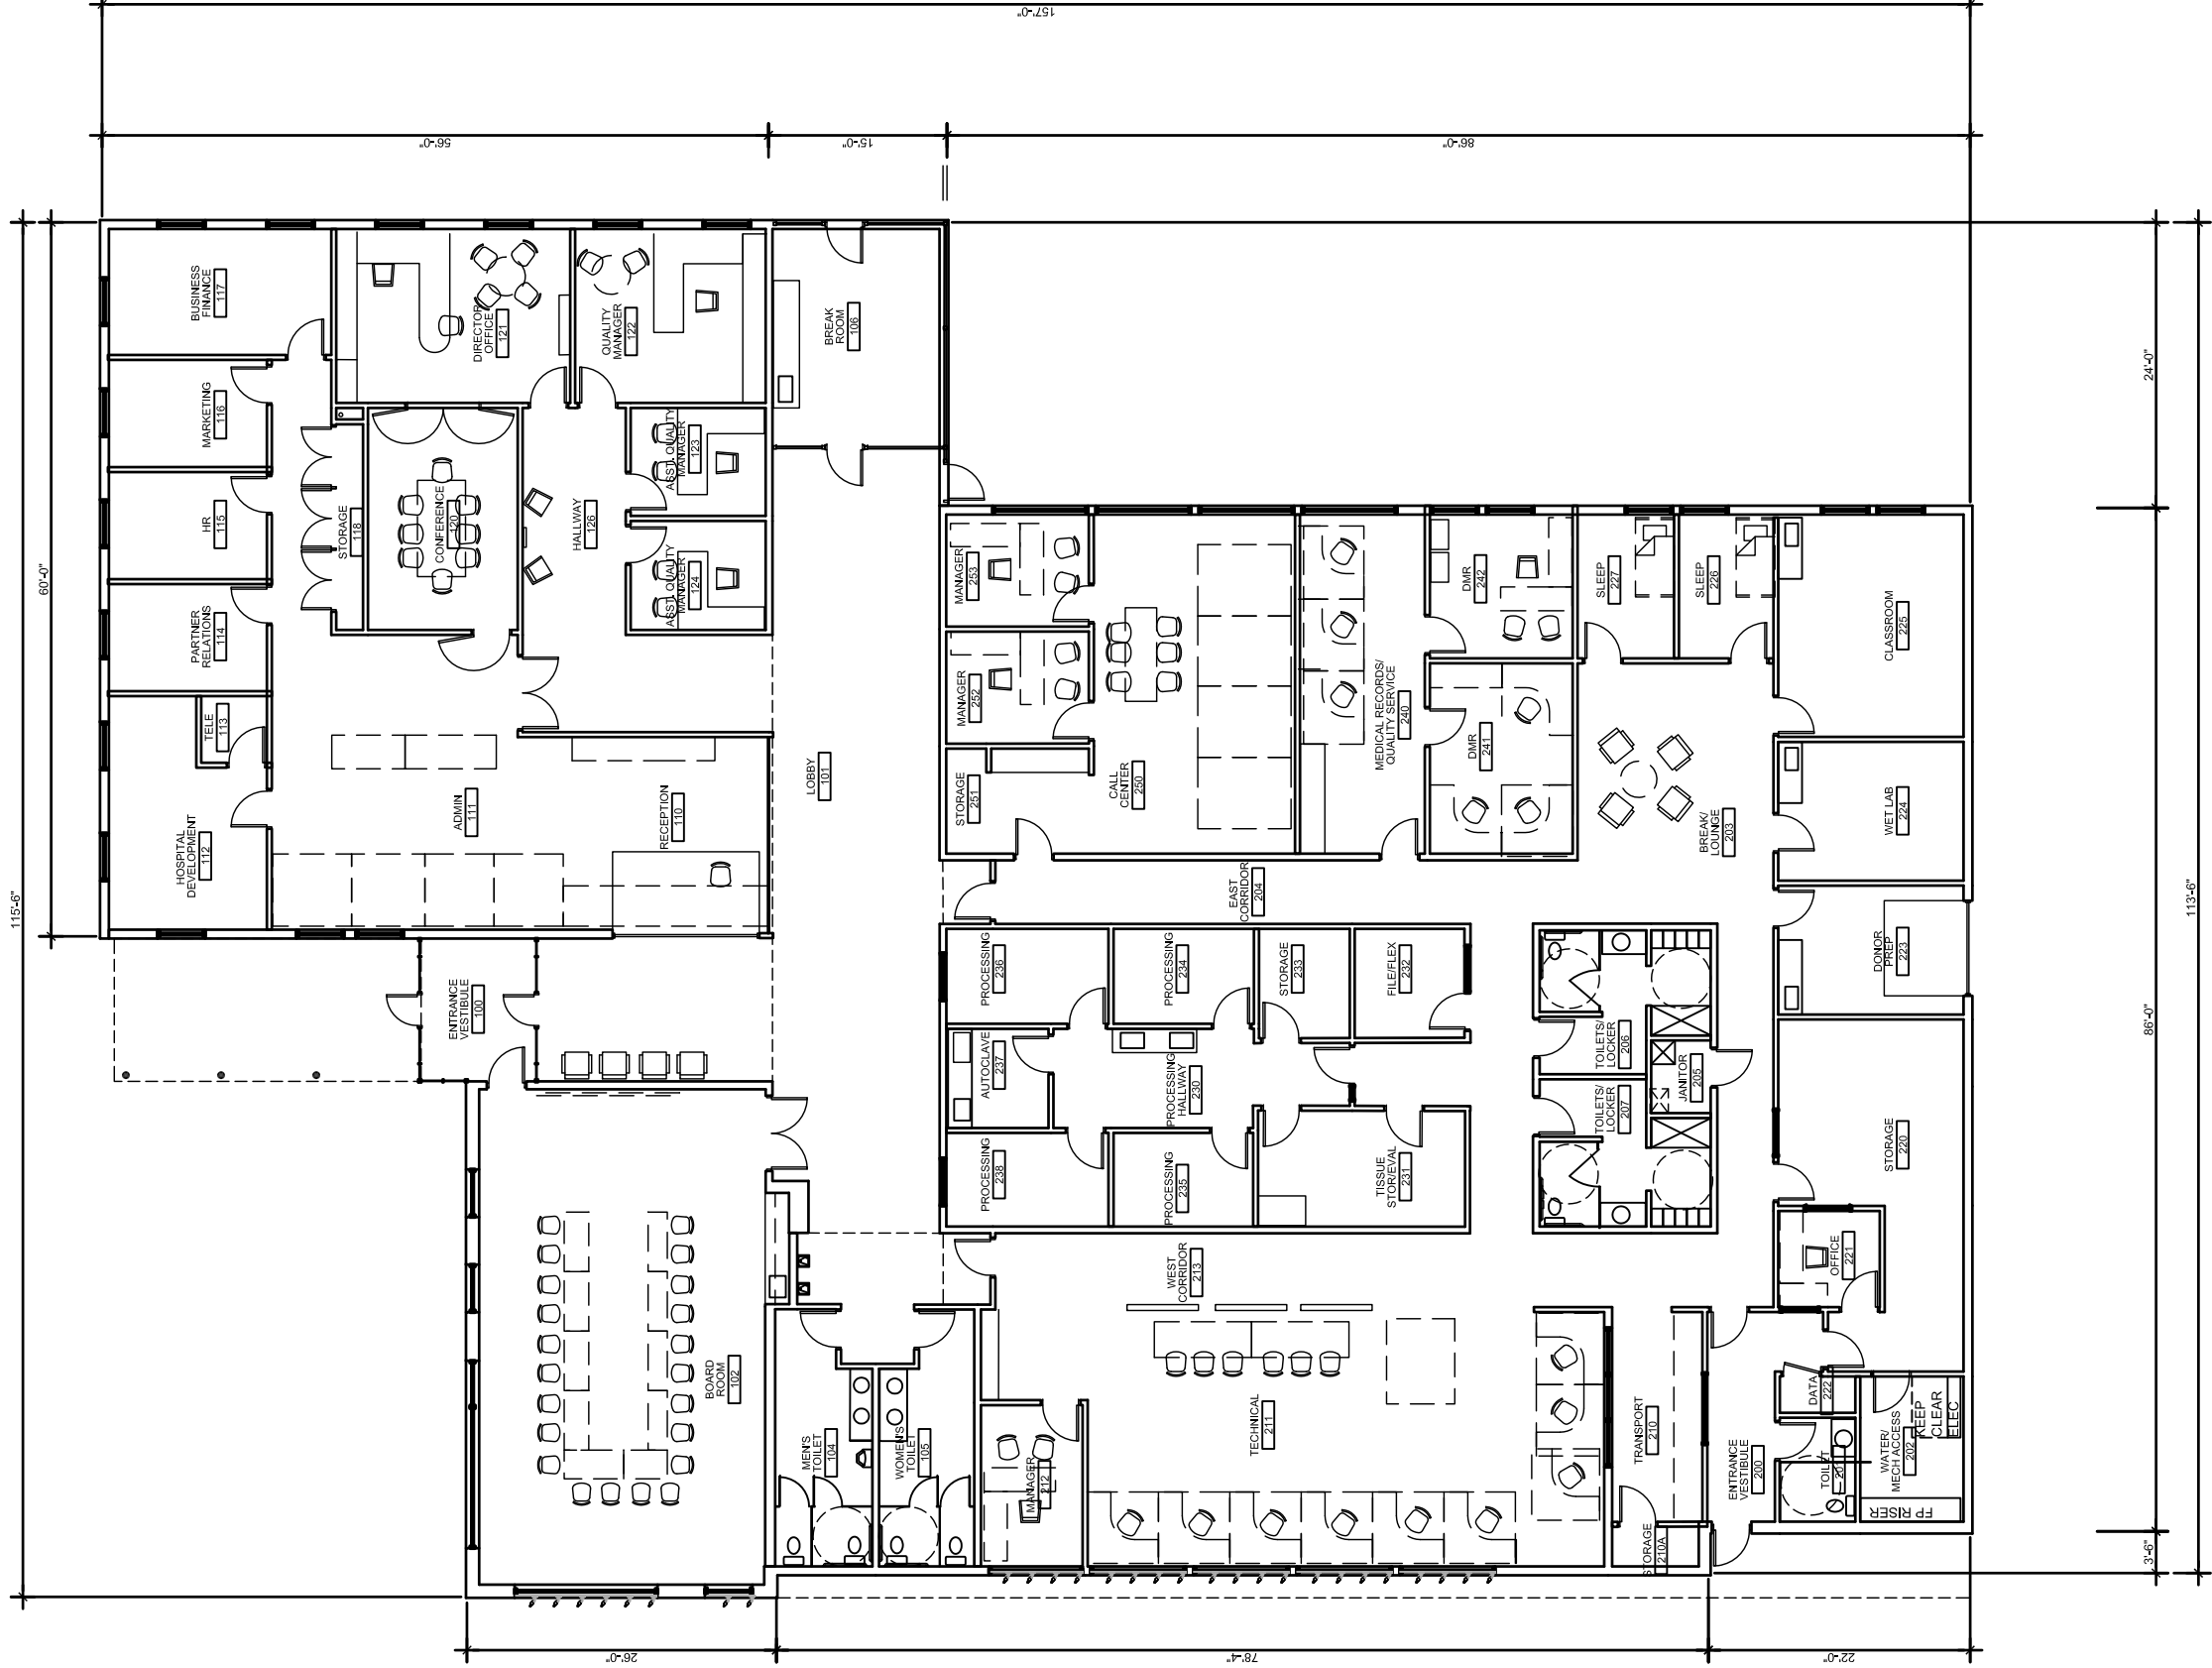 157'-0"
56'-0"
15'-0"
86'-0"
115'-6"
60'-0"
24'-0"
86'-0"
3'-6"
113'-6"
26'-0"
78'-4"
22'-0"
BUSINESS
FINANCE
117
MARKETING
116
HR
115
PARTNER
RELATIONS
114
TELE
113
HOSPITAL
DEVELOPMENT
112
STORAGE
118
CONFERENCE
120
DIRECTOR
OFFICE
121
QUALITY
MANAGER
122
ASST. QUALITY
MANAGER
123
ASST. QUALITY
MANAGER
124
HALLWAY
126
BREAK
ROOM
106
ADMIN
111
RECEPTION
110
LOBBY
101
ENTRANCE
VESTIBULE
100
BOARD
ROOM
102
MEN'S
TOILET
104
WOMEN'S
TOILET
105
MANAGER
253
MANAGER
252
STORAGE
251
CALL
CENTER
250
MEDICAL RECORDS/
QUALITY SERVICE
240
DMR
242
DMR
241
SLEEP
227
SLEEP
226
CLASSROOM
225
WET LAB
224
BREAK/
LOUNGE
203
DONOR
PREP
223
EAST
CORRIDOR
204
PROCESSING
236
PROCESSING
234
STORAGE
233
FILE/FLEX
232
AUTOCLAVE
237
PROCESSING
HALLWAY
230
PROCESSING
238
PROCESSING
235
TISSUE
STOR/EVAL
231
TOILETS/
LOCKER
206
TOILETS/
LOCKER
207
JANITOR
205
STORAGE
220
OFFICE
221
WEST
CORRIDOR
213
TECHNICAL
211
MANAGER
212
TRANSPORT
210
STORAGE
210A
ENTRANCE
VESTIBULE
200
TOILET
201
DATA
222
WATER/
MECH ACCESS
202
KEEP
CLEAR
ELEC
FP RISER